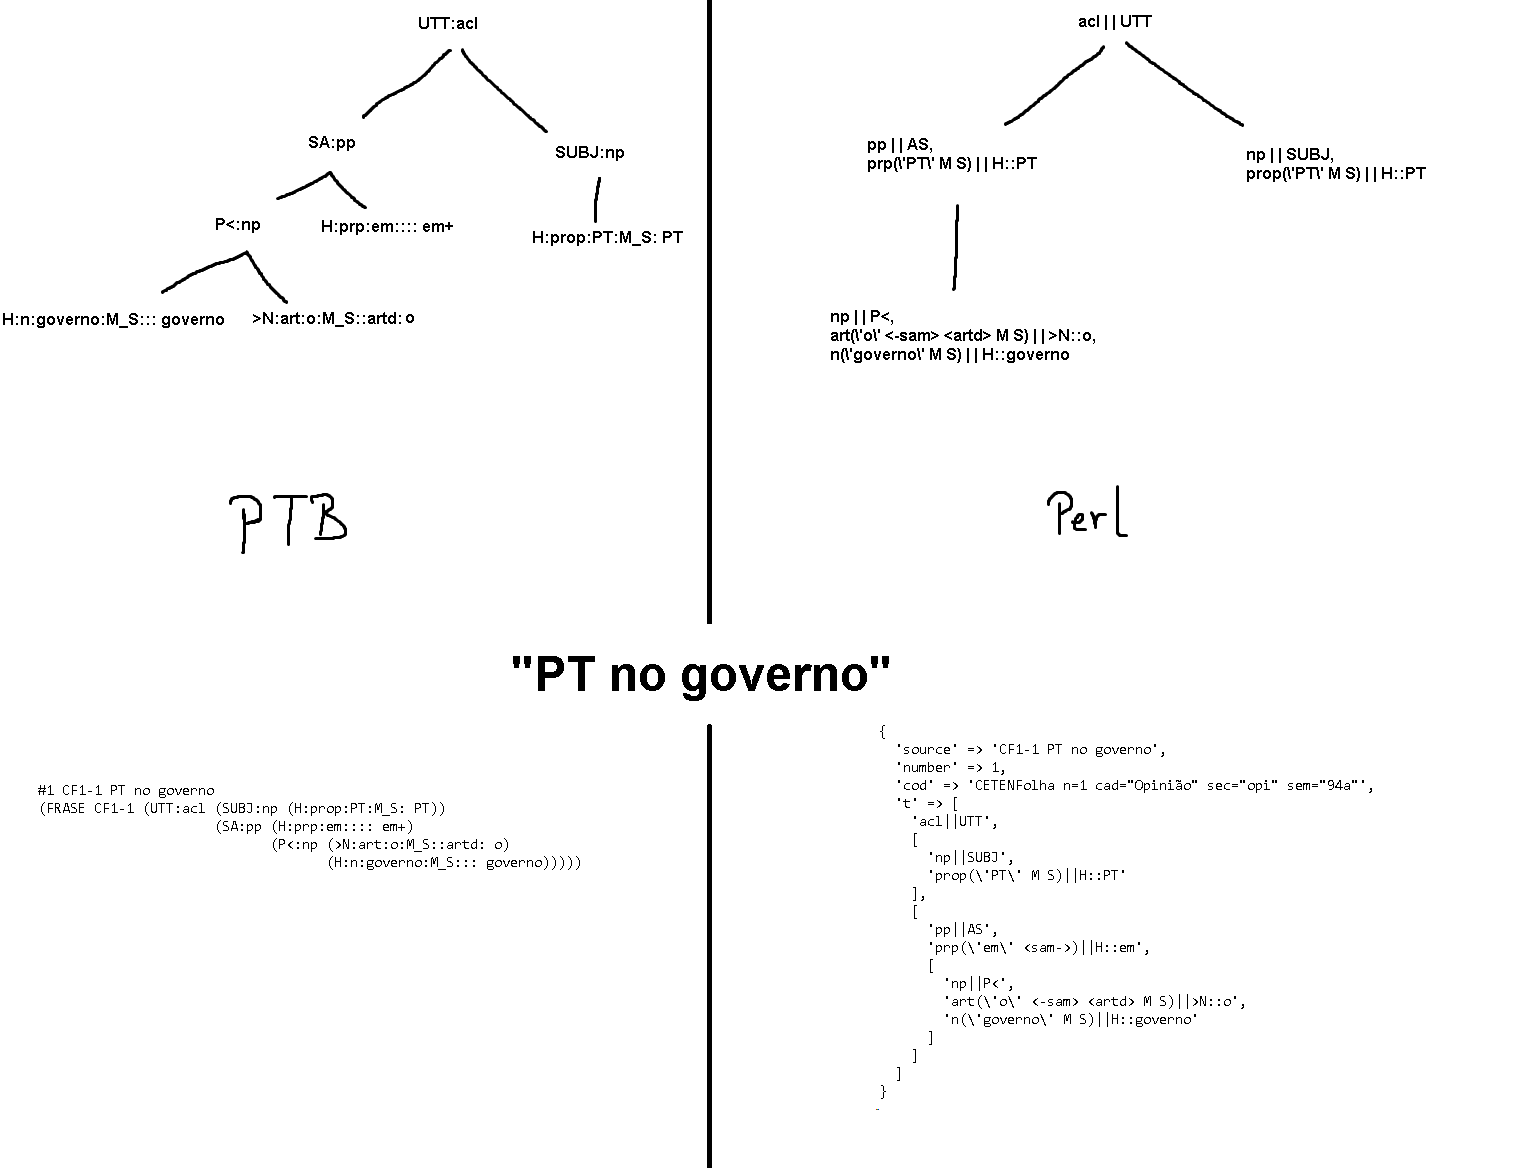 UTT:acl
SA:pp
SUBJ:np
P<:np
H:prp:em:::: em+
H:prop:PT:M_S: PT
H:n:governo:M_S::: governo
>N:art:o:M_S::artd: o
PTB
acl||UTT
pp||AS,
prp(\'PT\' M S)||H::PT
np||SUBJ,
prop(\'PT\' M S)||H::PT
np||P<,
art(\'o\' <-sam> <artd> M S)||>N::o,
n(\'governo\' M S)||H::governo
Perl
"PT no governo"
#1 CF1-1 PT no governo
(FRASE CF1-1 (UTT:acl (SUBJ:np (H:prop:PT:M_S: PT))
(SA:pp (H:prp:em:::: em+)
(P<:np (>N:art:o:M_S::artd: o)
(H:n:governo:M_S::: governo)))))
{
'source' => 'CF1-1 PT no governo',
'number' => 1,
'cod' => 'CETENFolha n=1 cad="Opinião" sec="opi" sem="94a"',
't' => [
'acl||UTT',
[
'np||SUBJ',
'prop(\'PT\' M S)||H::PT'
],
[
'pp||AS',
'prp(\'em\' <sam->)||H::em',
[
'np||P<',
'art(\'o\' <-sam> <artd> M S)||>N::o',
'n(\'governo\' M S)||H::governo'
]
]
]
}